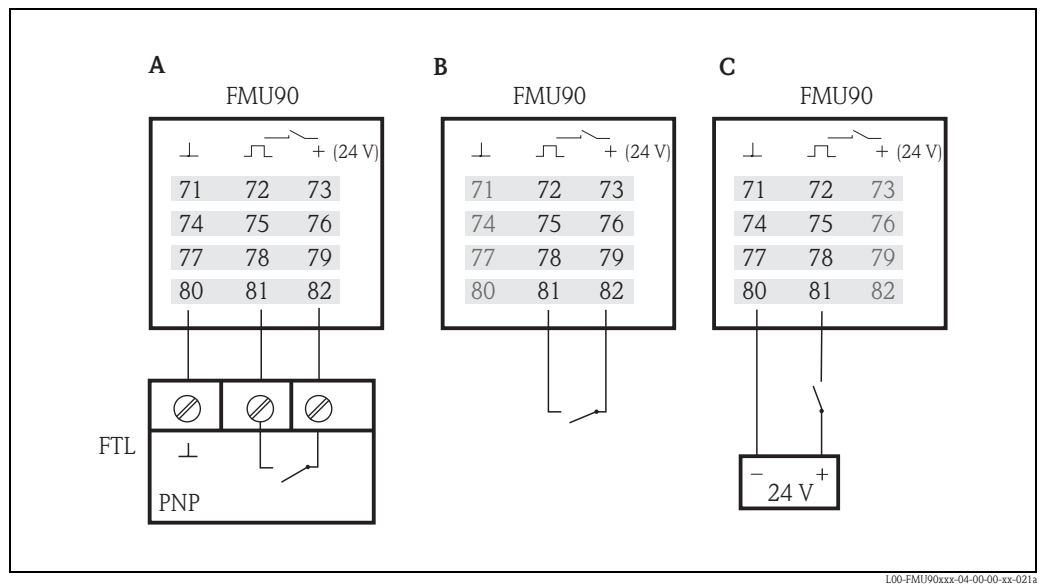 A B C
FMU90 FMU90 FMU90
+ (24 V) + (24 V) + (24 V)
71 72 73 71 72 73 71 72 73
74 75 76 74 75 76 74 75 76
77 78 79 77 78 79 77 78 79
80 81 82 80 81 82 80 81 82
FTL
PNP
− +
24 V
L00-FMU90xxx-04-00-00-xx-021a